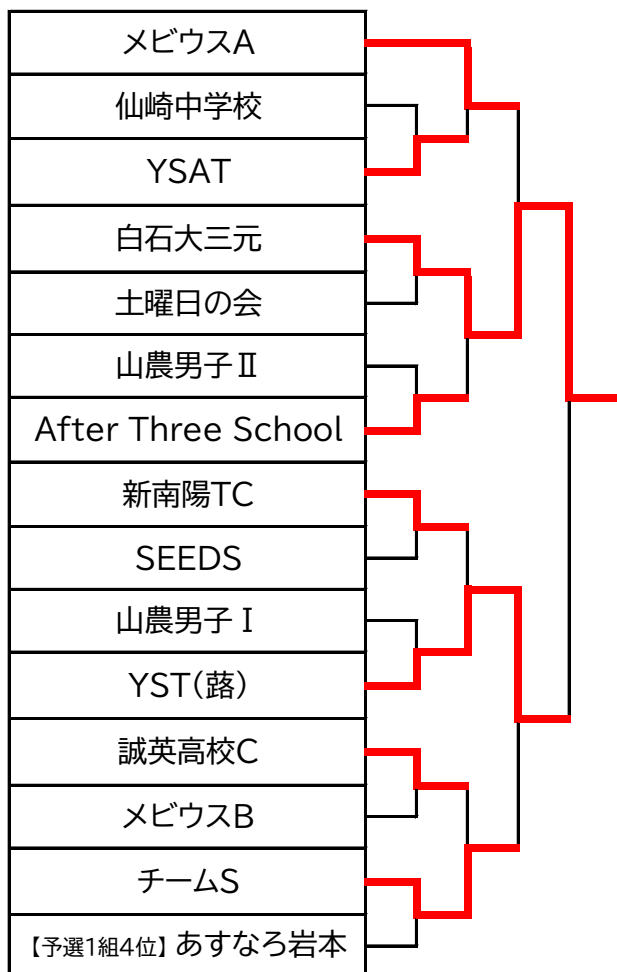 メビウスA
仙崎中学校
YSAT
白石大三元
土曜日の会
山農男子Ⅱ
After Three School
新南陽TC
SEEDS
山農男子Ⅰ
YST(蕗)
誠英高校C
メビウスB
チームS
【予選1組4位】あすなろ岩本